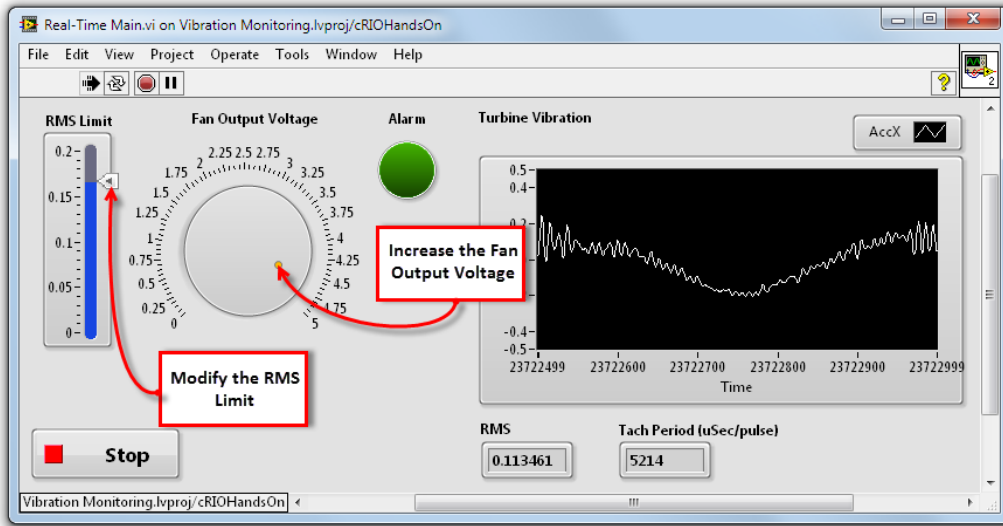 Real-Time Main.vi on Vibration Monitoring.lvproj/cRIOHandsOn
File Edit View Project Operate Tools Window Help
2
RMS Limit
0.2
0.15
0.1
0.05
0
Fan Output Voltage
0
0.25
0.5
0.75
1
1.25
1.5
1.75
2
2.25
2.5
2.75
3
3.25
3.5
3.75
4
4.25
4.5
4.75
5
Alarm
Turbine Vibration
AccX
0.5
0.4
0.2
-0.4
-0.5
23722499 23722600 23722700 23722800 23722900 23722999
Time
Increase the Fan
Output Voltage
Modify the RMS
Limit
Stop
RMS
0.113461
Tach Period (uSec/pulse)
5214
Vibration Monitoring.lvproj/cRIOHandsOn